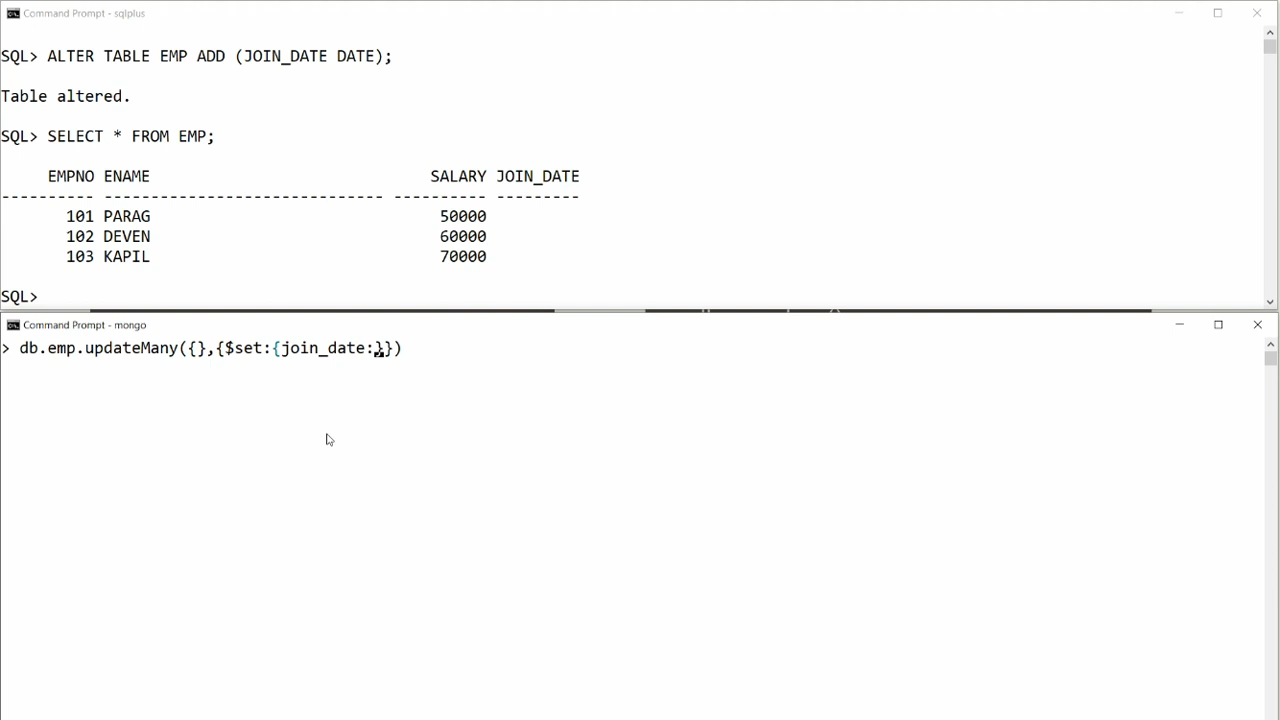 Command Prompt - sqlplus
SQL> ALTER TABLE EMP ADD (JOIN_DATE DATE);
Table altered.
SQL> SELECT * FROM EMP;
EMPNO ENAME SALARY JOIN_DATE
---------- ------------------------------ ---------- ---------
101 PARAG 50000
102 DEVEN 60000
103 KAPIL 70000
SQL>
Command Prompt - mongo
> db.emp.updateMany({},{$set:{join_date:}})